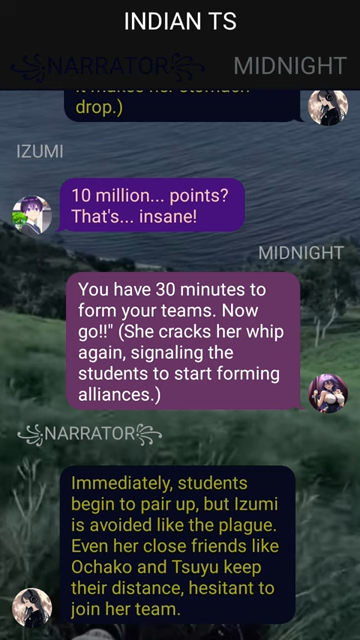 INDIAN TS
꧁NARRATOR꧂
MIDNIGHT
it makes her stomach
drop.)
IZUMI
10 million... points?
That's... insane!
MIDNIGHT
You have 30 minutes to
form your teams. Now
go!!" (She cracks her whip
again, signaling the
students to start forming
alliances.)
꧁NARRATOR꧂
Immediately, students
begin to pair up, but Izumi
is avoided like the plague.
Even her close friends like
Ochako and Tsuyu keep
their distance, hesitant to
join her team.